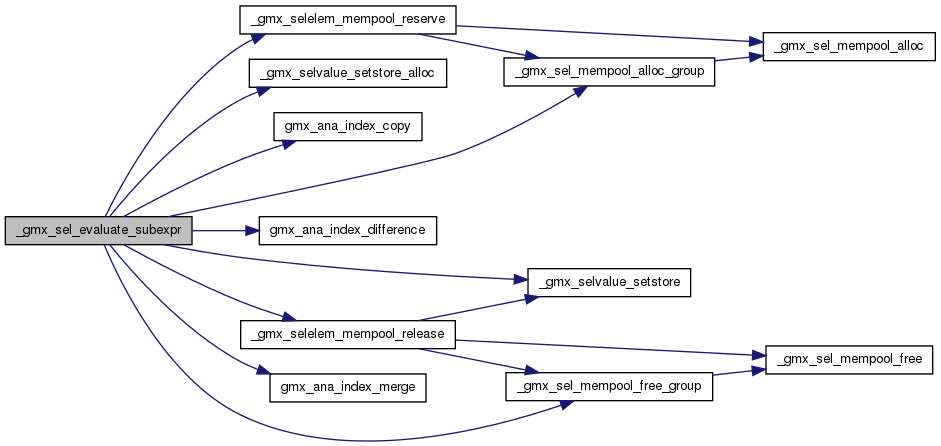 _gmx_selelem_mempool_reserve
_gmx_sel_mempool_alloc
_gmx_selvalue_setstore_alloc
_gmx_sel_mempool_alloc_group
gmx_ana_index_copy
_gmx_sel_evaluate_subexpr
gmx_ana_index_difference
_gmx_selvalue_setstore
_gmx_selelem_mempool_release
_gmx_sel_mempool_free
gmx_ana_index_merge
_gmx_sel_mempool_free_group